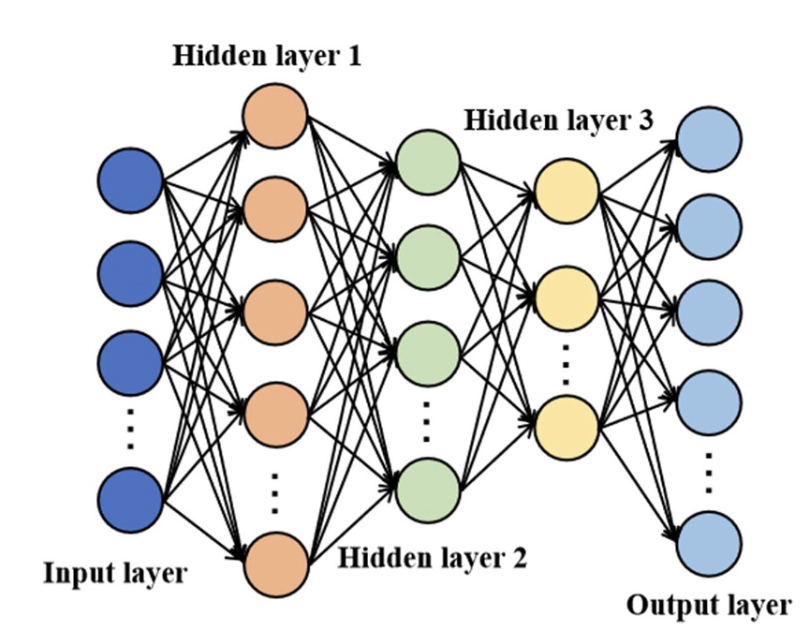 Hidden layer 1
Hidden layer 3
Hidden layer 2
Input layer
Output layer